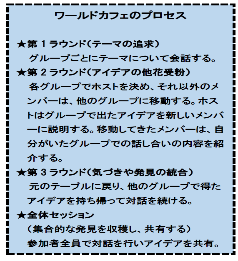 ワールドカフェのプロセス
★第１ラウンド（テーマの追求）
グループごとにテーマについて会話する。
★第２ラウンド（アイデアの他花受粉）
各グループでホストを決め、それ以外のメ
ンバーは、他のグループに移動する。ホス
トはグループで出たアイデアを新しいメンバ
ーに説明する。移動してきたメンバーは、自
分がいたグループでの話し合いの内容を紹
介する。
★第３ラウンド（気づきや発見の統合）
元のテーブルに戻り、他のグループで得た
アイデアを持ち帰って対話を続ける。
★全体セッション
（集合的な発見を収穫し、共有する）
参加者全員で対話を行いアイデアを共有。